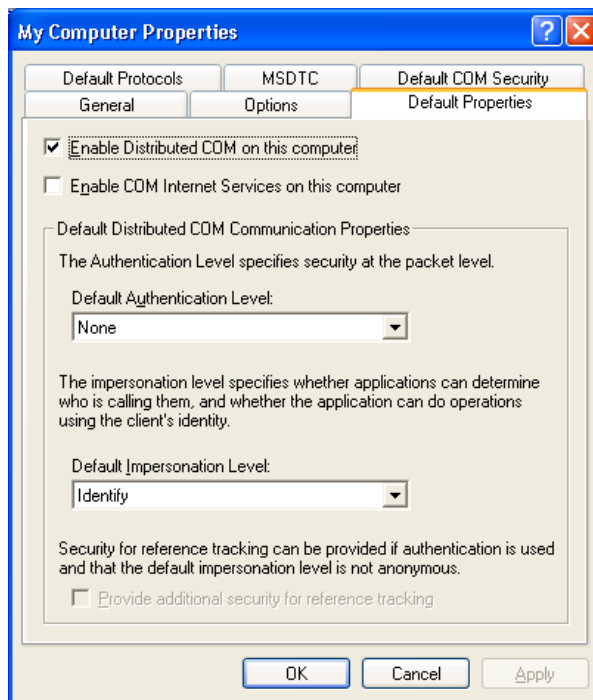 My Computer Properties
Default Protocols MSDTC Default COM Security
General Options Default Properties
Enable Distributed COM on this computer
Enable COM Internet Services on this computer
Default Distributed COM Communication Properties
The Authentication Level specifies security at the packet level.
Default Authentication Level:
None
The impersonation level specifies whether applications can determine
who is calling them, and whether the application can do operations
using the client's identity.
Default Impersonation Level:
Identify
Security for reference tracking can be provided if authentication is used
and that the default impersonation level is not anonymous.
Provide additional security for reference tracking
OK Cancel Apply